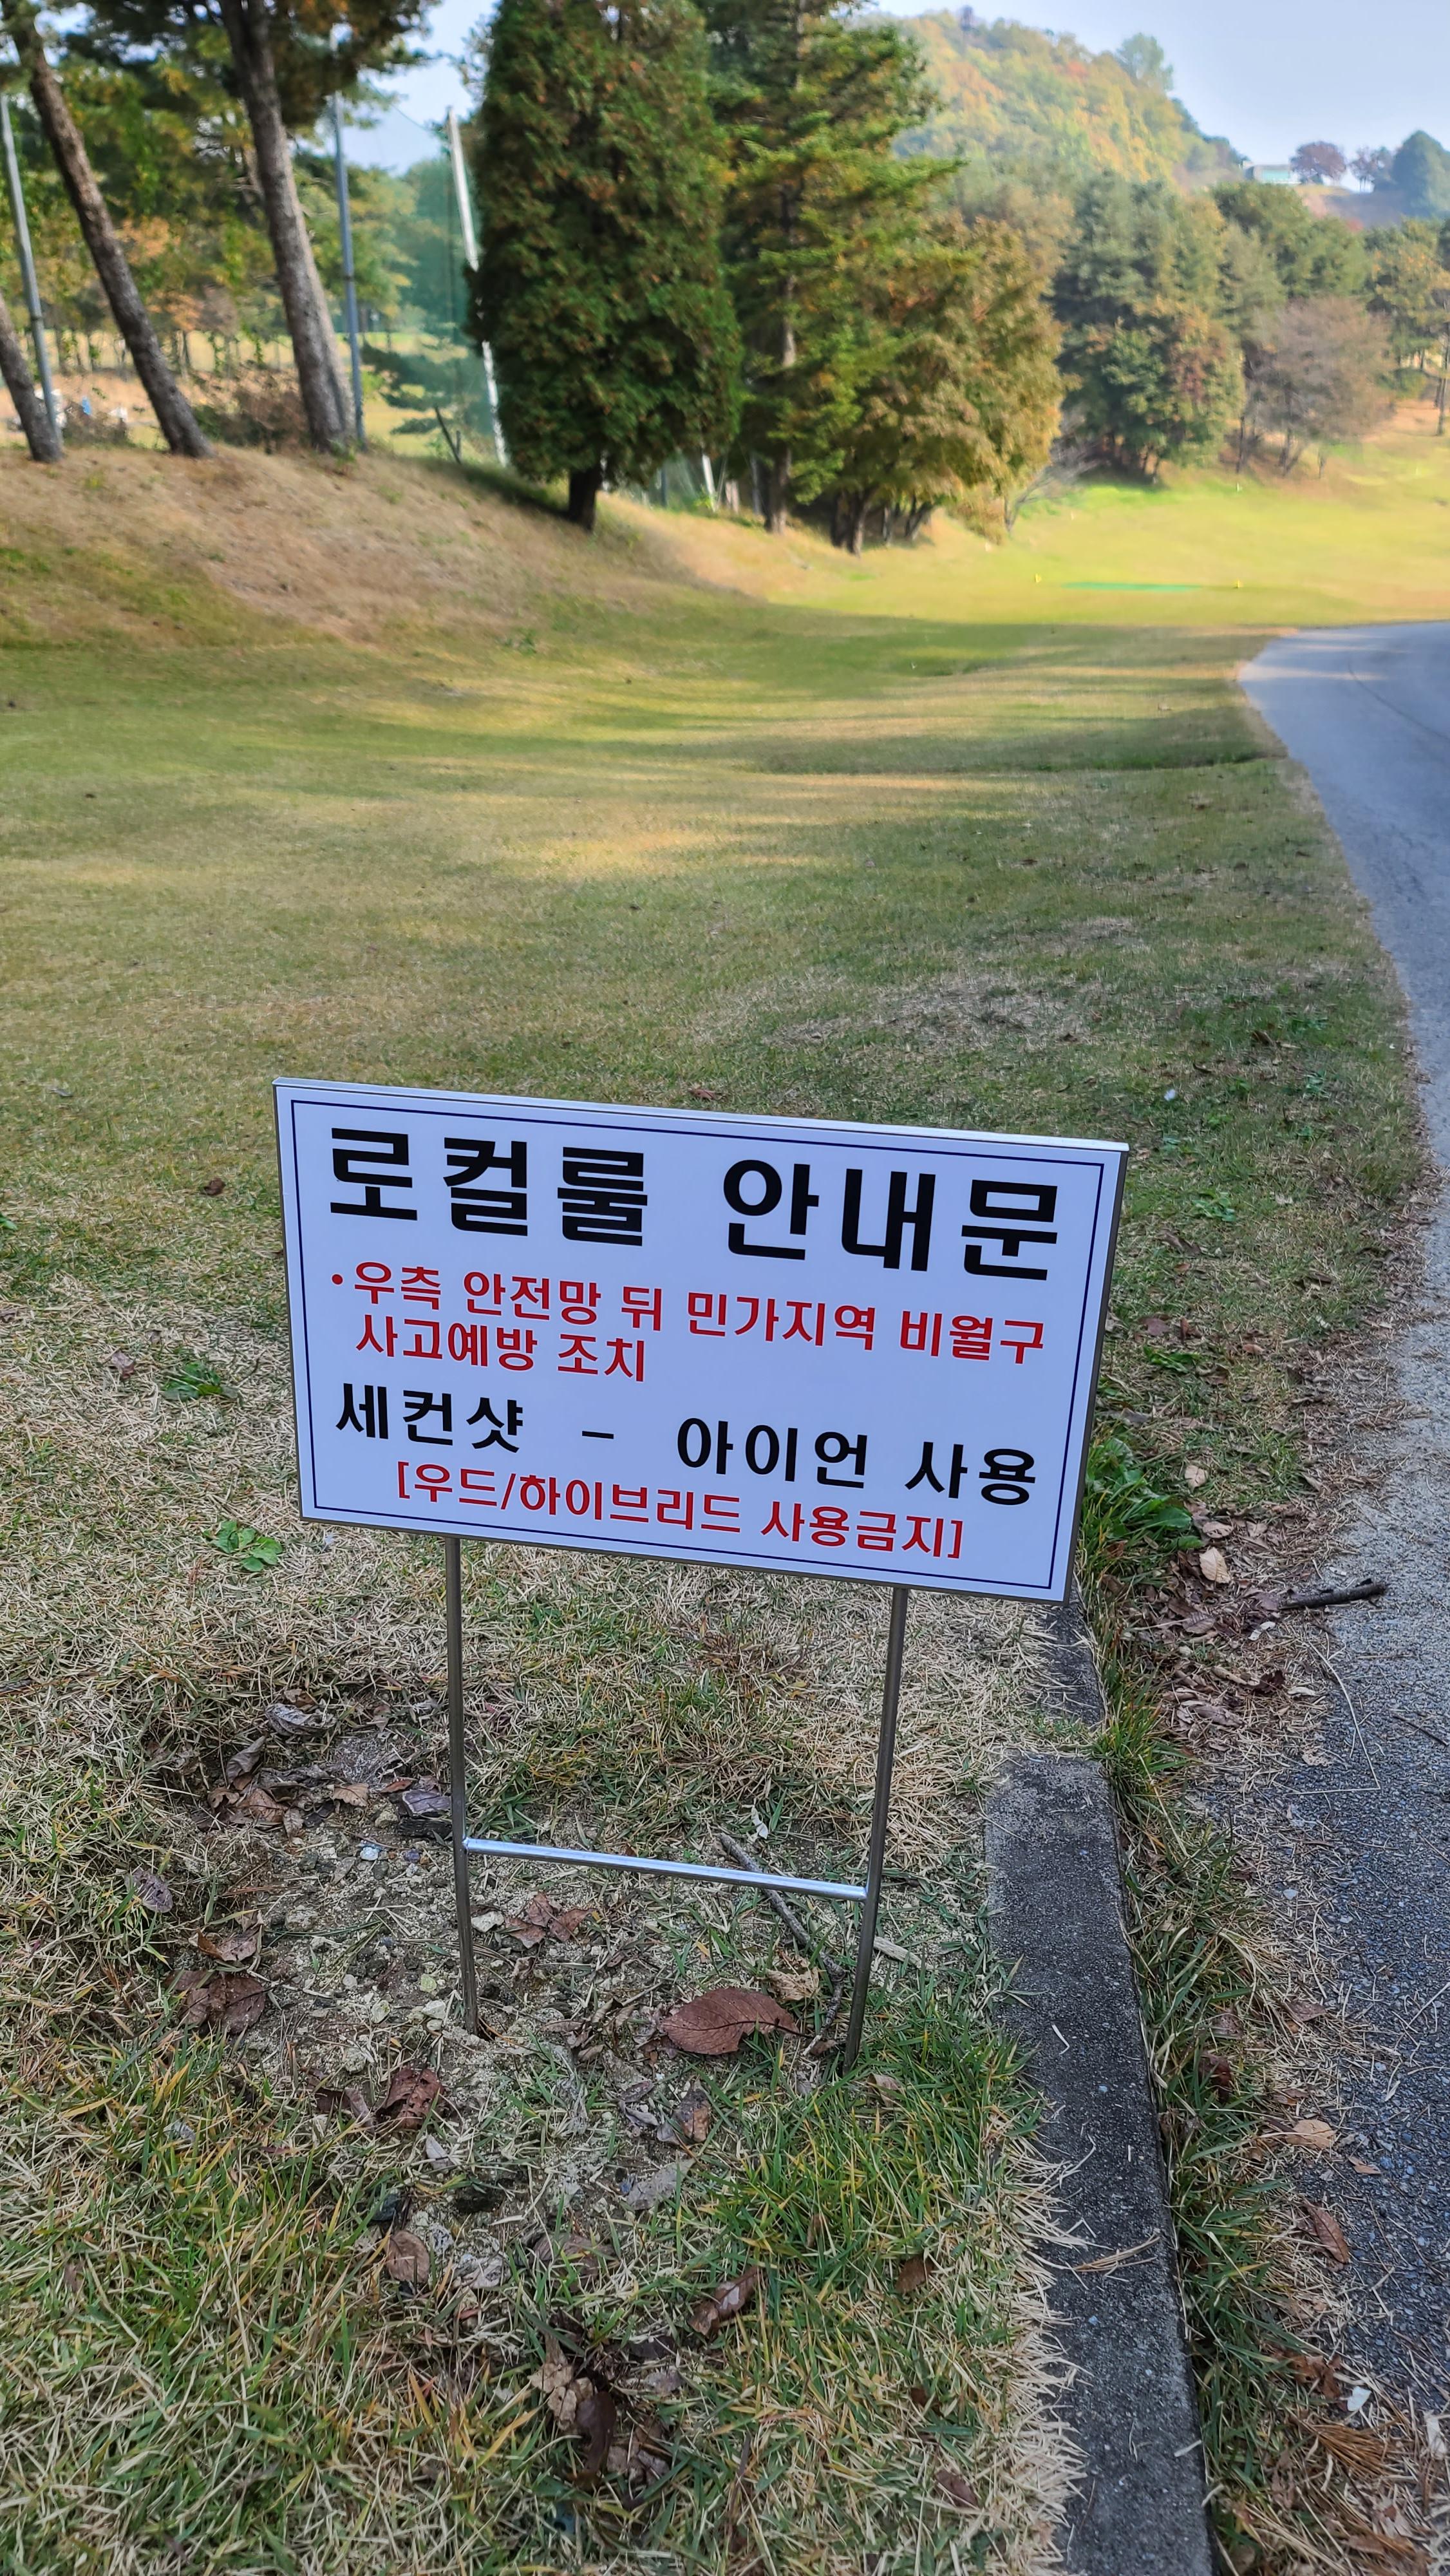 로컬룰 안내문
•우측 안전망 뒤 민가지역 비월구
사고예방 조치
세컨샷 - 아이언 사용
[우드/하이브리드 사용금지]